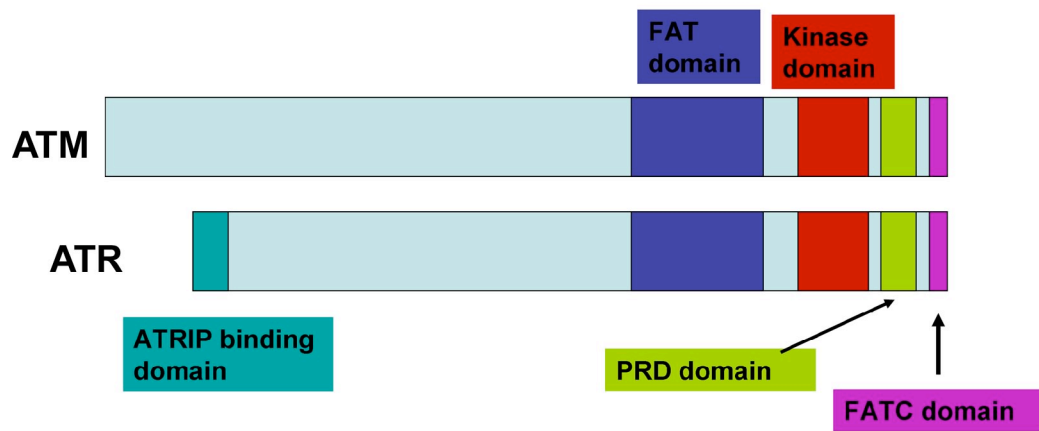 FAT
domain
Kinase
domain
ATM
ATR
ATRIP binding
domain
PRD domain
FATC domain